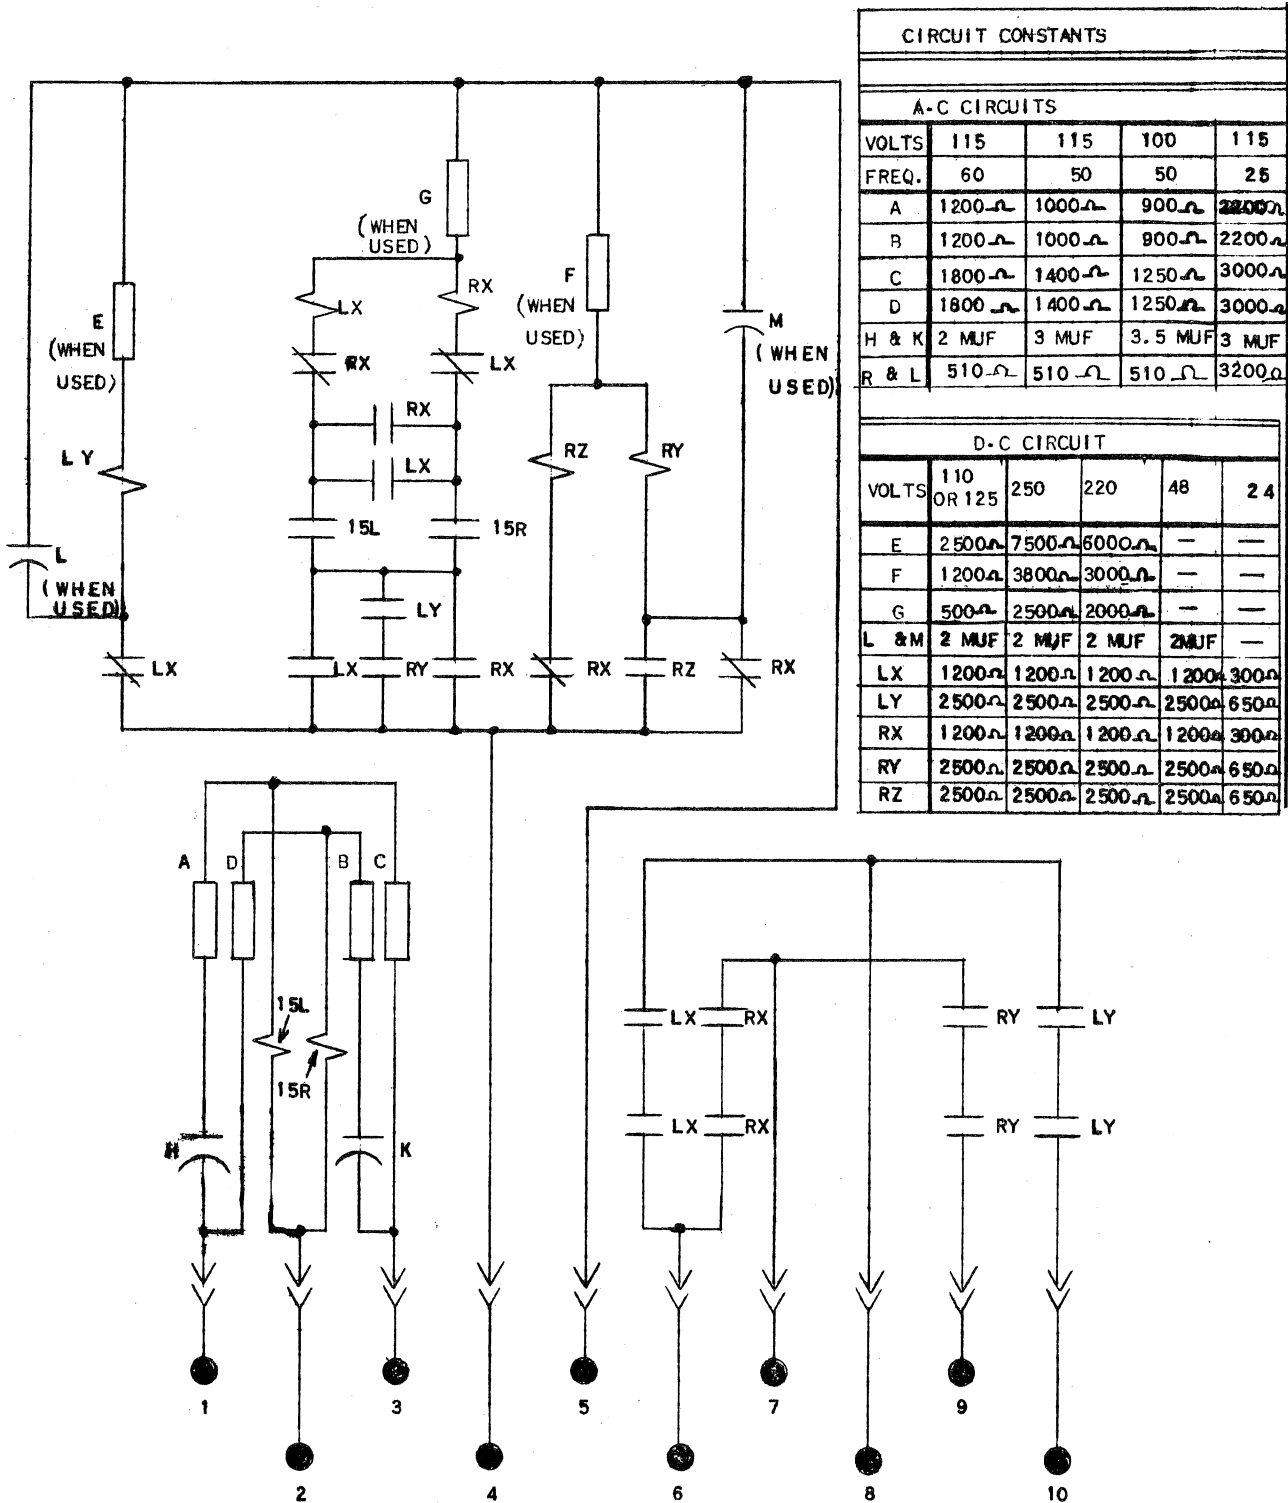 CIRCUIT CONSTANTS
A-C CIRCUITS
VOLTS 115 115 100 115
FREQ. 60 50 50 25
A 1200Ω 1000Ω 900Ω 2200Ω
B 1200Ω 1000Ω 900Ω 2200Ω
C 1800Ω 1400Ω 1250Ω 3000Ω
D 1800Ω 1400Ω 1250Ω 3000Ω
H & K 2 MUF 3 MUF 3.5 MUF 3 MUF
R & L 510Ω 510Ω 510Ω 3200Ω
D-C CIRCUIT
VOLTS 110 OR 125 250 220 48 24
E 2500Ω 7500Ω 6000Ω — —
F 1200Ω 3800Ω 3000Ω — —
G 500Ω 2500Ω 2000Ω — —
L &M 2 MUF 2 MUF 2 MUF 2MUF —
LX 1200Ω 1200Ω 1200Ω 1200Ω 300Ω
LY 2500Ω 2500Ω 2500Ω 2500Ω 650Ω
RX 1200Ω 1200Ω 1200Ω 1200Ω 300Ω
RY 2500Ω 2500Ω 2500Ω 2500Ω 650Ω
RZ 2500Ω 2500Ω 2500Ω 2500Ω 650Ω
G
(WHEN
USED)
E
(WHEN
USED)
LX
RX
F
(WHEN
USED)
M
(WHEN
USED)
RX
LX
RX
LX
LY
RZ
RY
15L
15R
L
(WHEN
USED)
LY
LX
LX
RY
RX
RX
RZ
RX
A
D
B
C
15L
15R
H
K
LX
RX
RY
LY
LX
RX
RY
LY
1
3
5
7
9
2
4
6
8
10